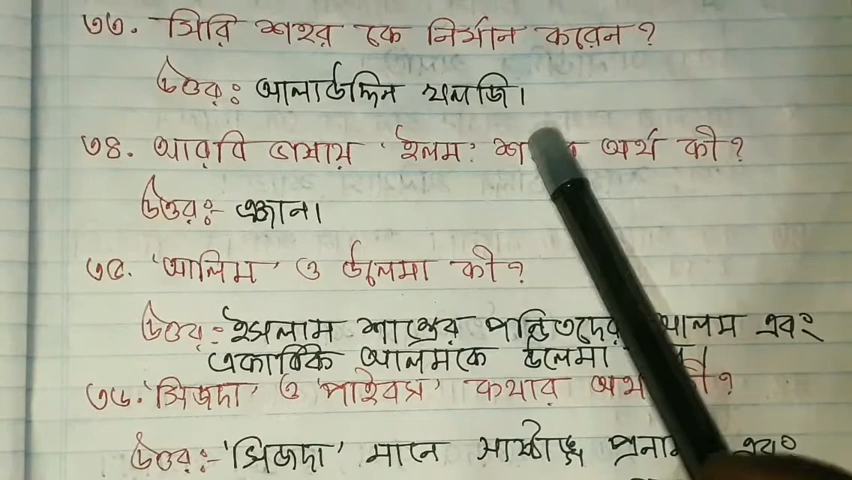 ৩৩. সিরি শহর কে নির্মান করেন?
উত্তর: আলাউদ্দিন খলজি।
৩৪. আরবি ভাষায় 'ইলম' অর্থ কী?
উত্তর:- জ্ঞান।
৩৫. 'আলিম' ও উলেমা কী?
উত্তর:- ইসলাম শাস্ত্রের পন্ডিতদের আলিম এবং
একাধিক আলিমকে উলেমা
৩৬. 'সিজদা' ও 'পাইবস' কথার অর্থ কী?
উত্তর:- 'সিজদা' মানে সাষ্টাঙ্গে এবং